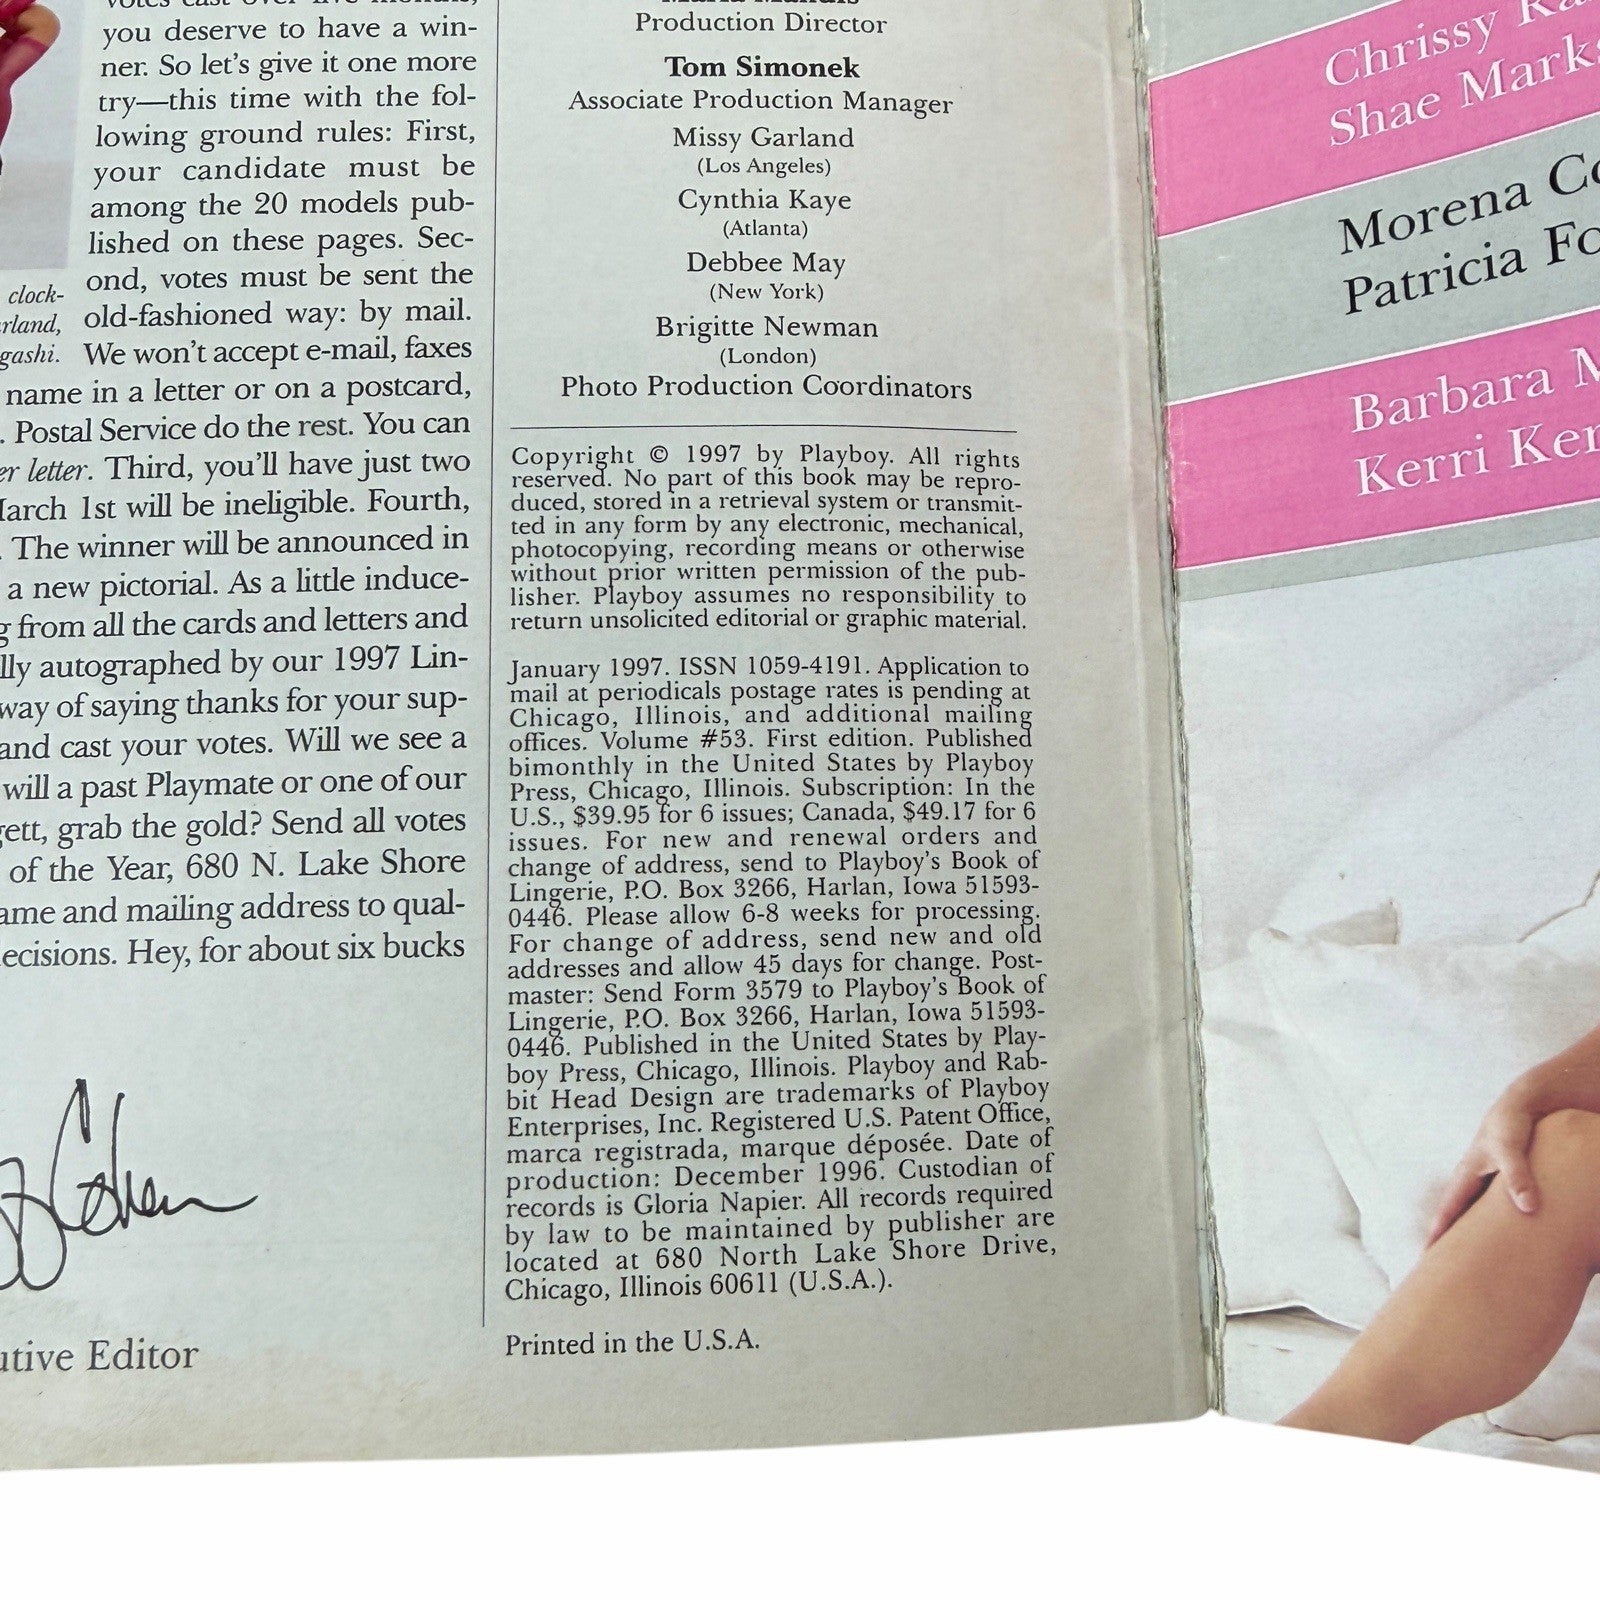 you deserve to have a win-
ner. So let's give it one more
try—this time with the fol-
lowing ground rules: First,
your candidate must be
among the 20 models pub-
lished on these pages. Sec-
ond, votes must be sent the
old-fashioned way: by mail.
We won't accept e-mail, faxes
name in a letter or on a postcard,
. Postal Service do the rest. You can
letter. Third, you'll have just two
1st will be ineligible. Fourth,
. The winner will be announced in
a new pictorial. As a little induce-
from all the cards and letters and
autographed by our 1997 Lin-
way of saying thanks for your sup-
and cast your votes. Will we see a
will a past Playmate or one of our
grab the gold? Send all votes
of the Year, 680 N. Lake Shore
and mailing address to qual-
Hey, for about six bucks
clock-
Cohen
Editor
Production Director
Tom Simonek
Associate Production Manager
Missy Garland
(Los Angeles)
Cynthia Kaye
(Atlanta)
Debbee May
(New York)
Brigitte Newman
(London)
Photo Production Coordinators
Copyright © 1997 by Playboy. All rights
reserved. No part of this book may be repro-
duced, stored in a retrieval system or transmit-
ted in any form by any electronic, mechanical,
photocopying, recording means or otherwise
without prior written permission of the pub-
lisher. Playboy assumes no responsibility to
return unsolicited editorial or graphic material.
January 1997. ISSN 1059-4191. Application to
mail at periodicals postage rates is pending at
Chicago, Illinois, and additional mailing
offices. Volume #53. First edition. Published
bimonthly in the United States by Playboy
Press, Chicago, Illinois. Subscription: In the
U.S., $39.95 for 6 issues; Canada, $49.17 for 6
issues. For new and renewal orders and
change of address, send to Playboy's Book of
Lingerie, P.O. Box 3266, Harlan, Iowa 51593-
0446. Please allow 6-8 weeks for processing.
For change of address, send new and old
addresses and allow 45 days for change. Post-
master: Send Form 3579 to Playboy's Book of
Lingerie, P.O. Box 3266, Harlan, Iowa 51593-
0446. Published in the United States by Play-
boy Press, Chicago, Illinois. Playboy and Rab-
bit Head Design are trademarks of Playboy
Enterprises, Inc. Registered U.S. Patent Office,
marca registrada, marque déposée. Date of
production: December 1996. Custodian of
records is Gloria Napier. All records required
by law to be maintained by publisher are
located at 680 North Lake Shore Drive,
Chicago, Illinois 60611 (U.S.A.).
Printed in the U.S.A.
Chrissy
Shae Marks
Morena
Patricia
Barbara
Kerri